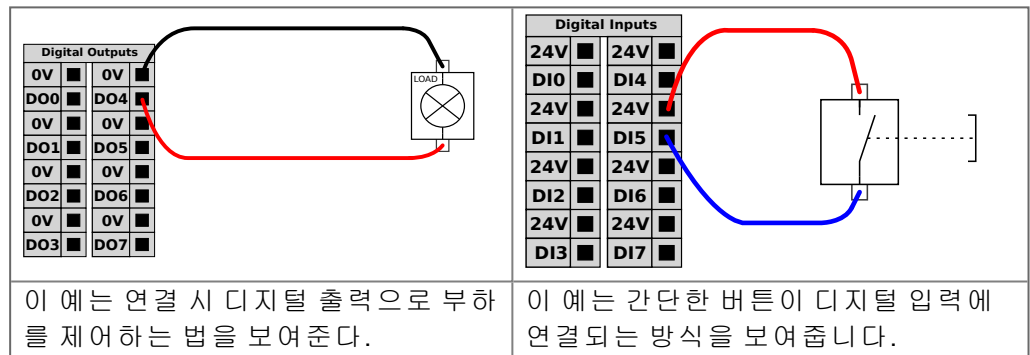 Digital Outputs
0V 0V
DO0 DO4
0V 0V
DO1 DO5
0V 0V
DO2 DO6
0V 0V
DO3 DO7
LOAD
이 예는 연결 시 디지털 출력으로 부하
를 제어하는 법을 보여준다.
Digital Inputs
24V 24V
DI0 DI4
24V 24V
DI1 DI5
24V 24V
DI2 DI6
24V 24V
DI3 DI7
이 예는 간단한 버튼이 디지털 입력에
연결되는 방식을 보여줍니다.